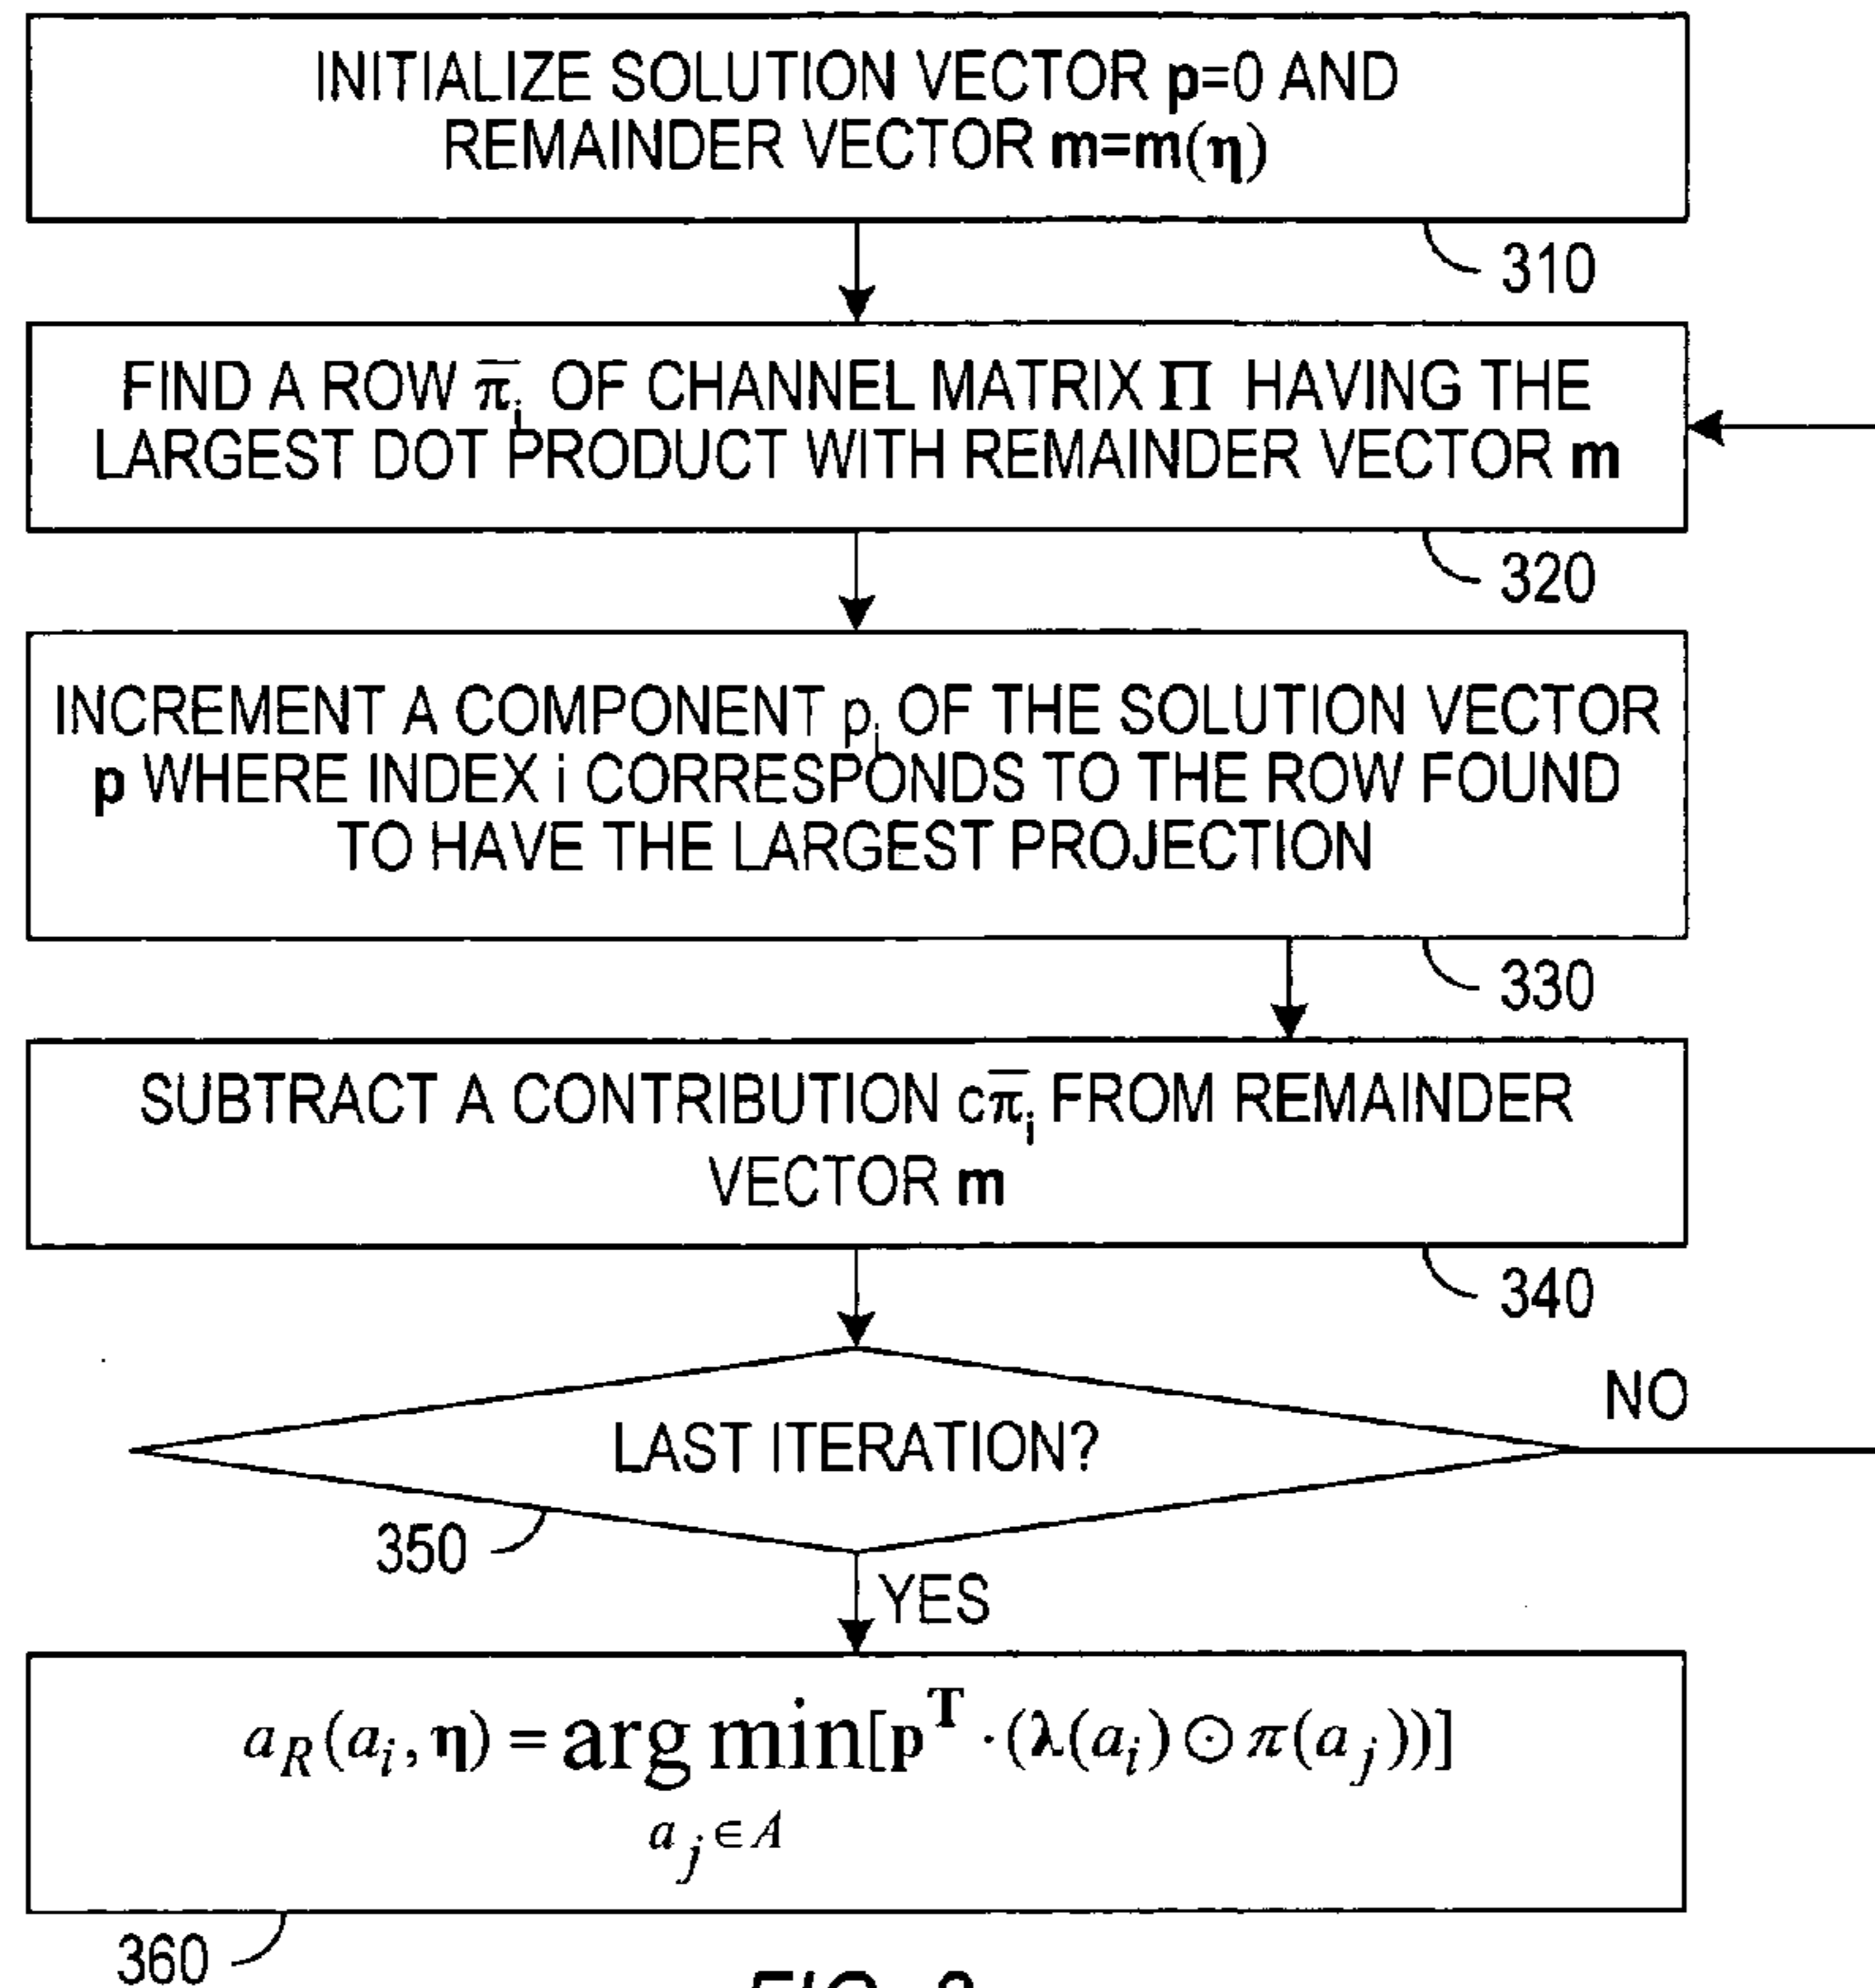 INITIALIZE SOLUTION VECTOR p=0 AND
REMAINDER VECTOR m=m(η)
310
FIND A ROW π̅i OF CHANNEL MATRIX Π HAVING THE
LARGEST DOT PRODUCT WITH REMAINDER VECTOR m
320
INCREMENT A COMPONENT pi OF THE SOLUTION VECTOR
p WHERE INDEX i CORRESPONDS TO THE ROW FOUND
TO HAVE THE LARGEST PROJECTION
330
SUBTRACT A CONTRIBUTION cπ̅i FROM REMAINDER
VECTOR m
340
LAST ITERATION?
NO
350
YES
aR(ai, η) = arg min[p^T · (λ(ai) ⊙ π(aj))]
aj ∈ A
360